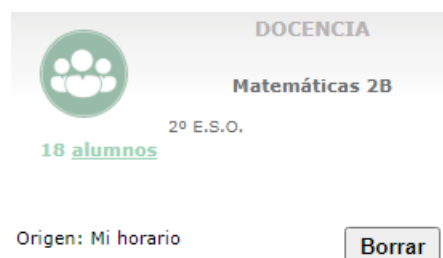 DOCENCIA
Matemáticas 2B
2º E.S.O.
18 alumnos
Origen: Mi horario
Borrar